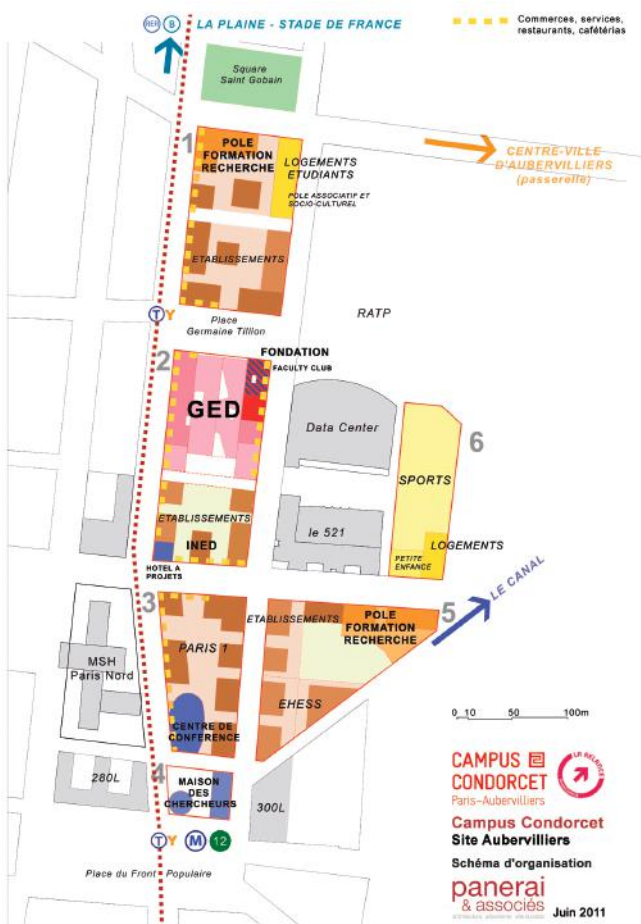 RER B LA PLAINE - STADE DE FRANCE
Commerces, services,
restaurants, cafétérias
Square
Saint Gobain
1
POLE
FORMATION
RECHERCHE
LOGEMENTS
ETUDIANTS
POLE ASSOCIATIF ET
SOCIO-CULTUREL
CENTRE-VILLE
D'AUBERVILLIERS
(passerelle)
ETABLISSEMENTS
T Y
Place
Germaine Tillion
RATP
2
FONDATION
FACULTY CLUB
GED
Data Center
6
SPORTS
ETABLISSEMENTS
INED
le 521
LOGEMENTS
PETITE
ENFANCE
HOTEL A
PROJETS
LE CANAL
3
ETABLISSEMENTS
5
POLE
FORMATION
RECHERCHE
PARIS 1
MSH
Paris Nord
EHESS
CENTRE DE
CONFERENCE
0 10 50 100m
4
280L
MAISON
DES
CHERCHEURS
300L
T Y M 12
Place du Front Populaire
CAMPUS
CONDORCET
Paris-Aubervilliers
Campus Condorcet
Site Aubervilliers
Schéma d'organisation
panerai
& associés
Juin 2011